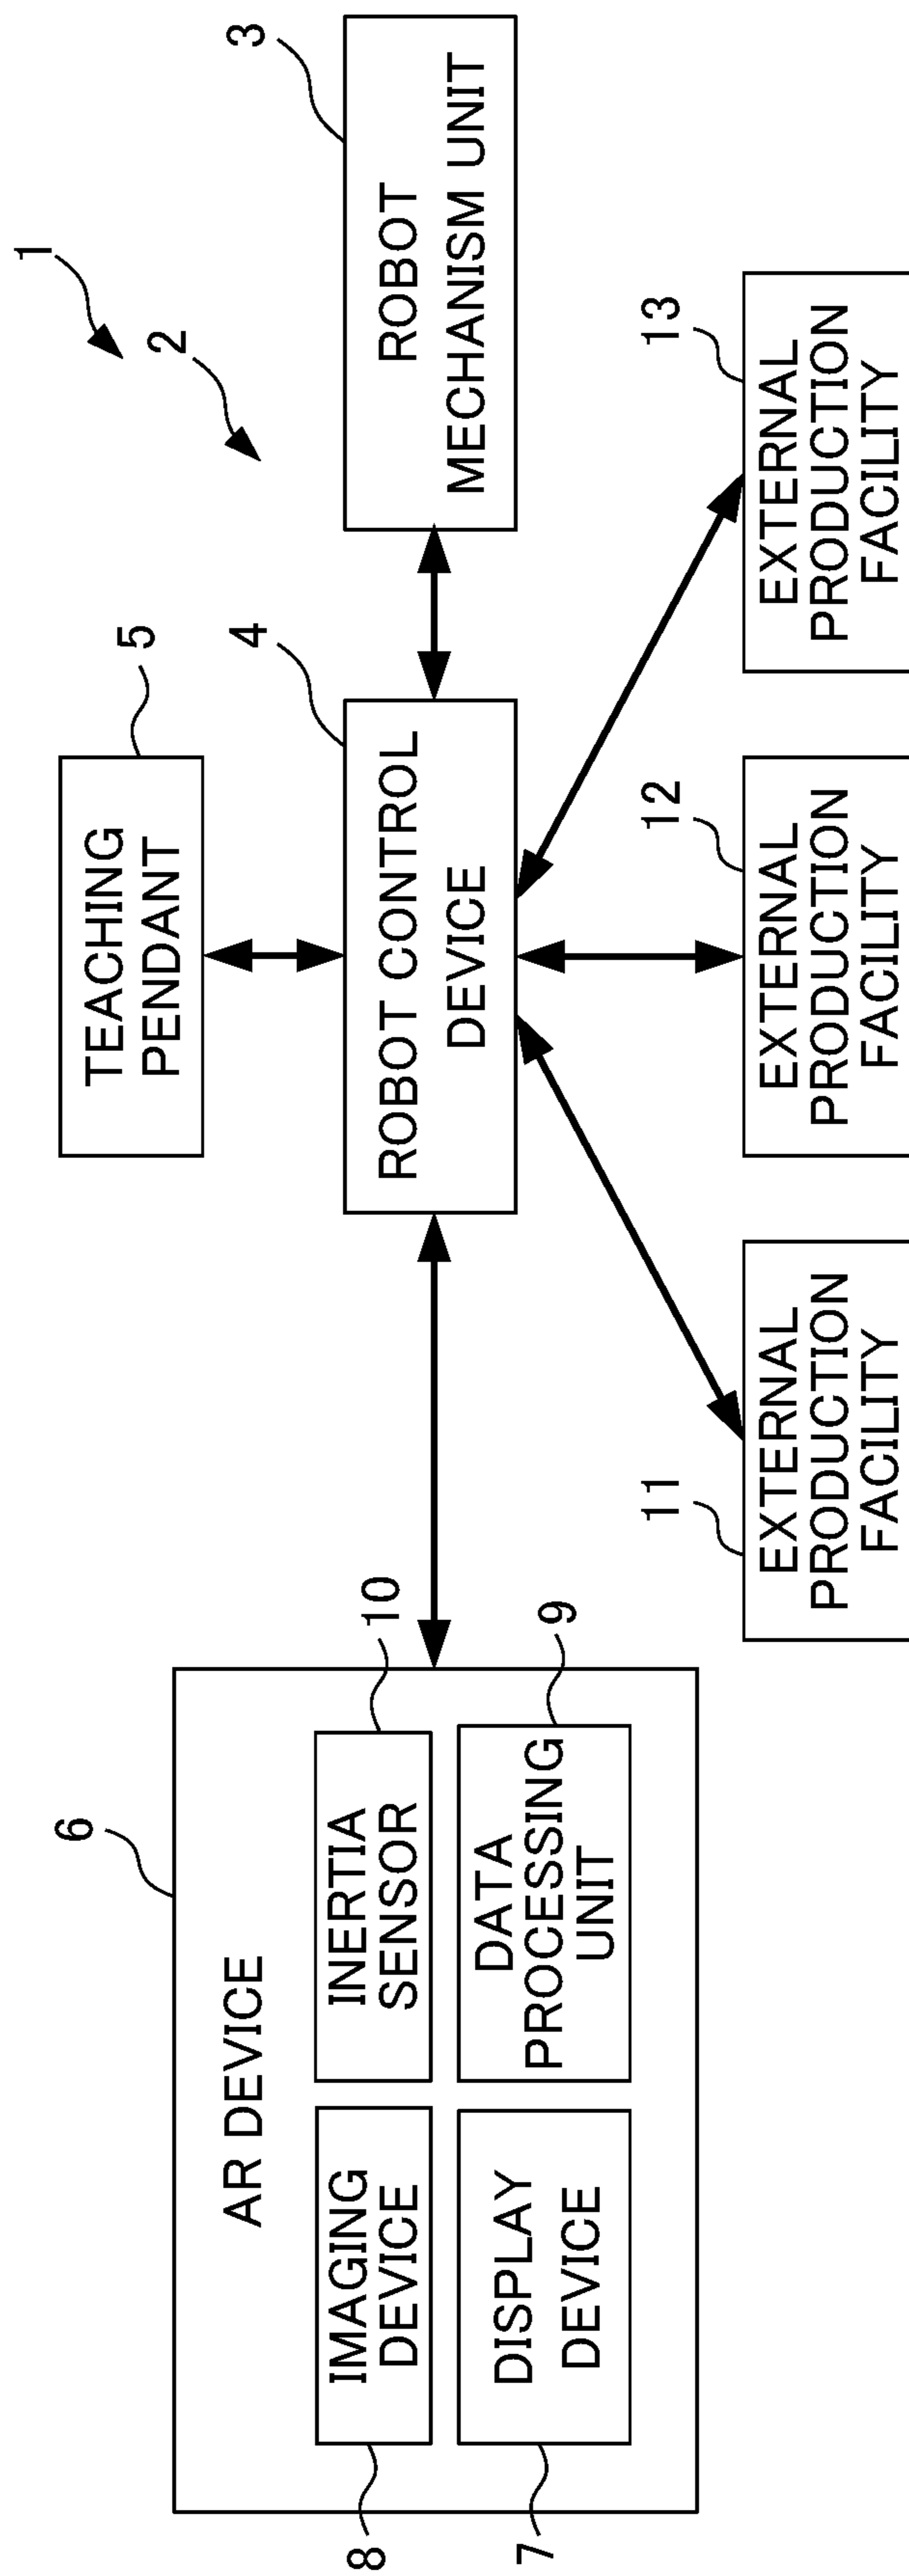 1
2
5
TEACHING
PENDANT
6
AR DEVICE
8
IMAGING
DEVICE
10
INERTIA
SENSOR
7
DISPLAY
DEVICE
9
DATA
PROCESSING
UNIT
4
ROBOT CONTROL
DEVICE
3
ROBOT
MECHANISM UNIT
11
EXTERNAL
PRODUCTION
FACILITY
12
EXTERNAL
PRODUCTION
FACILITY
13
EXTERNAL
PRODUCTION
FACILITY